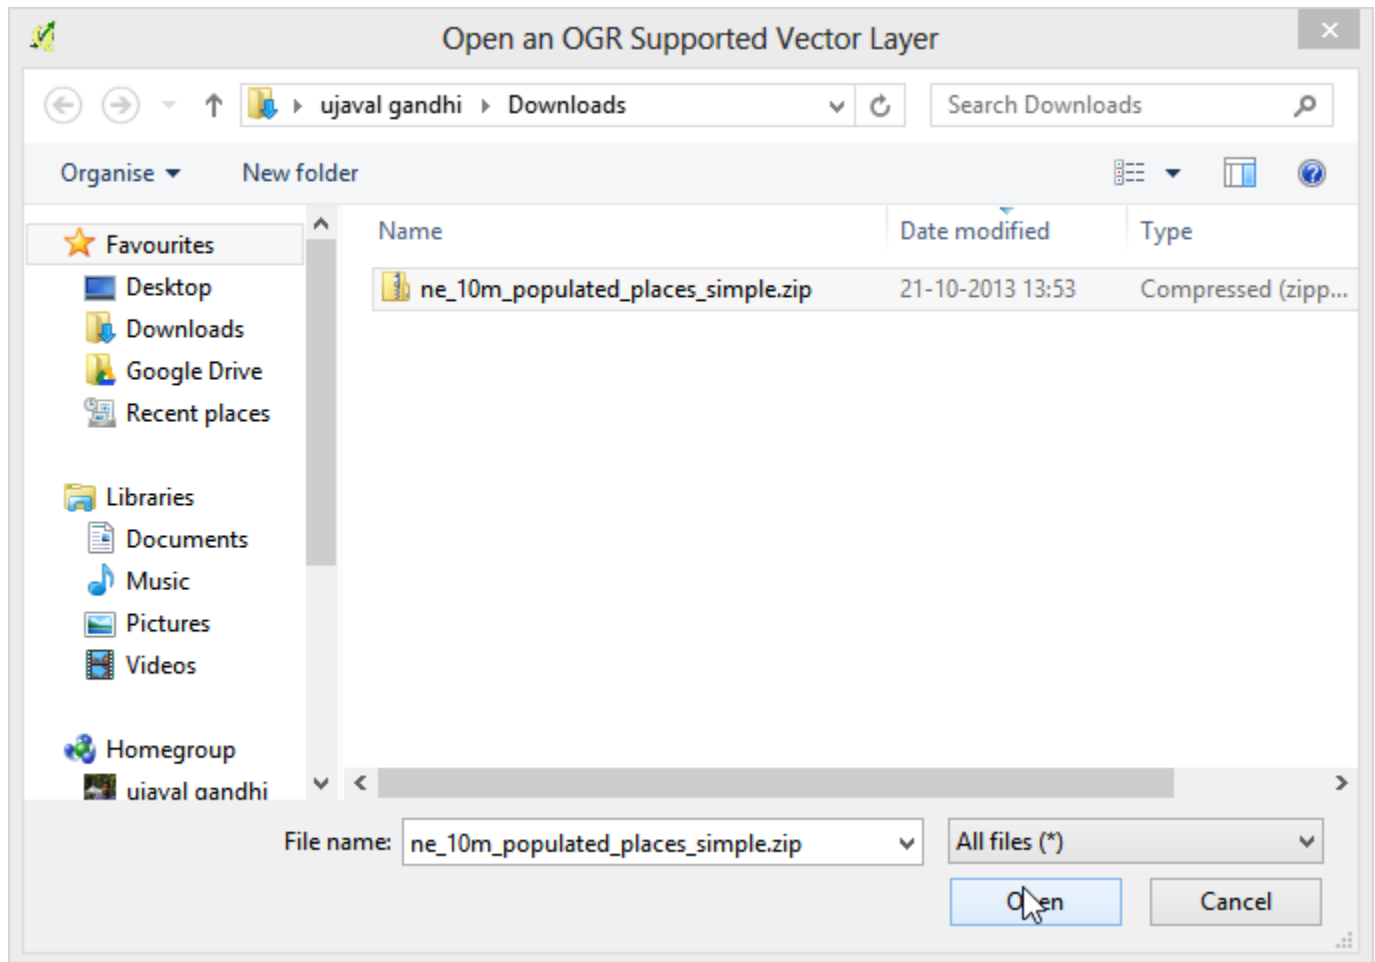 Open an OGR Supported Vector Layer
ujaval gandhi Downloads
Search Downloads
Organise
New folder
Name
Date modified
Type
Favourites
Desktop
Downloads
Google Drive
Recent places
Libraries
Documents
Music
Pictures
Videos
Homegroup
ujaval gandhi
ne_10m_populated_places_simple.zip
21-10-2013 13:53
Compressed (zipp...
File name:
ne_10m_populated_places_simple.zip
All files (*)
Open
Cancel